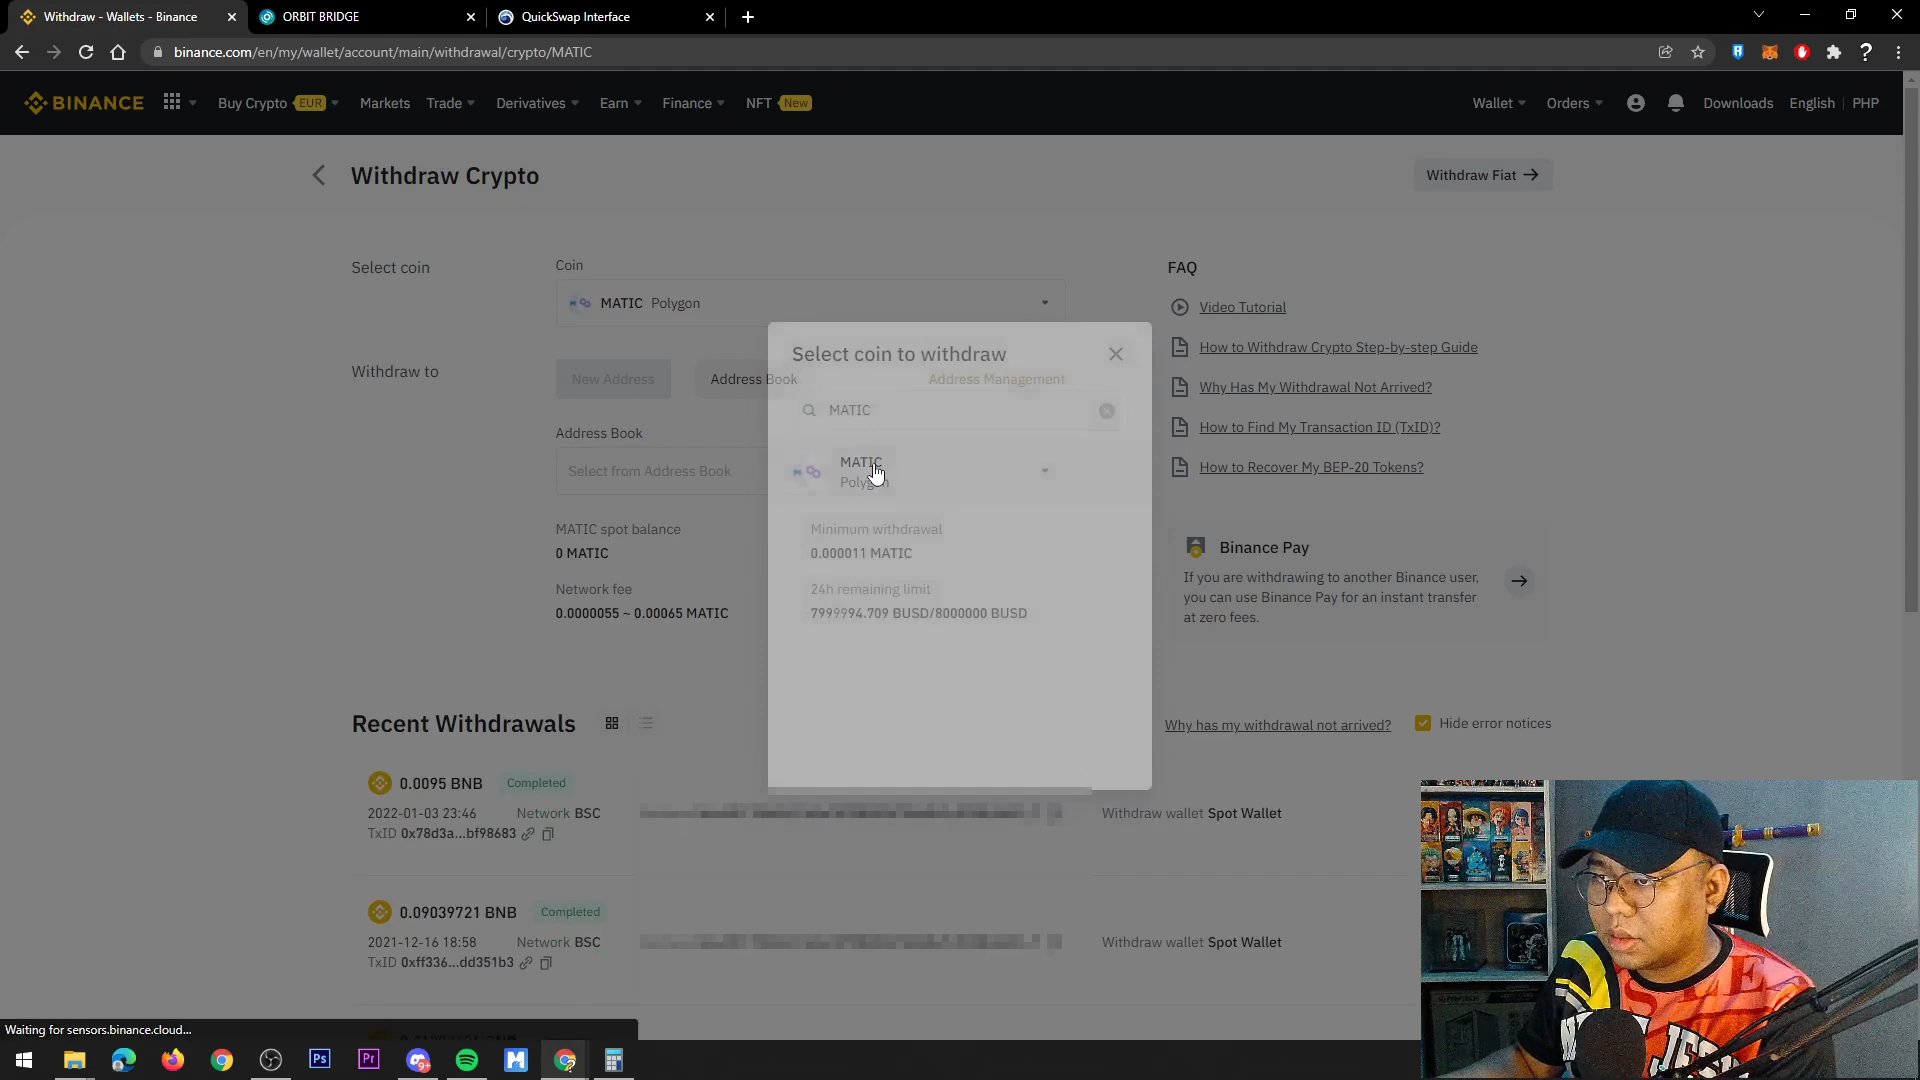 Withdraw - Wallets - Binance
ORBIT BRIDGE
QuickSwap Interface
binance.com/en/my/wallet/account/main/withdrawal/crypto/MATIC
BINANCE
Buy Crypto EUR
Markets
Trade
Derivatives
Earn
Finance
NFT New
Wallet
Orders
Downloads
English
PHP
Withdraw Crypto
Withdraw Fiat
Select coin
Coin
MATIC Polygon
Withdraw to
New Address
Address Book
Address Management
Address Book
Select from Address Book
MATIC spot balance
0 MATIC
Network fee
0.0000055 ~ 0.00065 MATIC
Select coin to withdraw
MATIC
MATIC
Polygon
Minimum withdrawal
0.000011 MATIC
24h remaining limit
7999994.709 BUSD/8000000 BUSD
FAQ
Video Tutorial
How to Withdraw Crypto Step-by-step Guide
Why Has My Withdrawal Not Arrived?
How to Find My Transaction ID (TxID)?
How to Recover My BEP-20 Tokens?
Binance Pay
If you are withdrawing to another Binance user,
you can use Binance Pay for an instant transfer
at zero fees.
Recent Withdrawals
Why has my withdrawal not arrived?
Hide error notices
0.0095 BNB Completed
2022-01-03 23:46 Network BSC
TxID 0x78d3a...bf98683
Withdraw wallet Spot Wallet
0.09039721 BNB Completed
2021-12-16 18:58 Network BSC
TxID 0xff336...dd351b3
Withdraw wallet Spot Wallet
Waiting for sensors.binance.cloud...
Ps
Pr